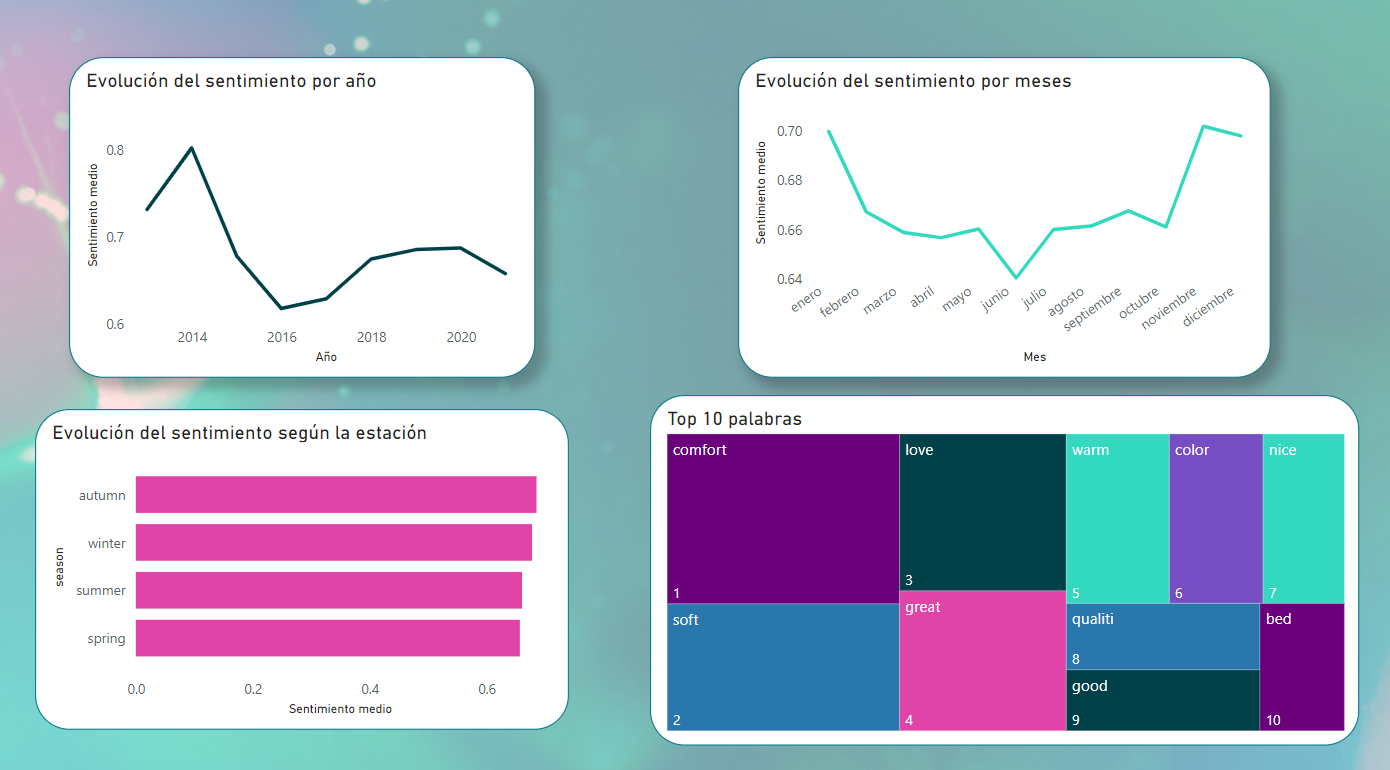 Evolución del sentimiento por año
Sentimiento medio
0.8
0.7
0.6
2014 2016 2018 2020
Año
Evolución del sentimiento por meses
Sentimiento medio
0.70
0.68
0.66
0.64
enero febrero marzo abril mayo junio julio agosto septiembre octubre noviembre diciembre
Mes
Evolución del sentimiento según la estación
season
autumn
winter
summer
spring
0.0 0.2 0.4 0.6
Sentimiento medio
Top 10 palabras
comfort
1
soft
2
love
3
great
4
warm
5
color
6
nice
7
qualiti
8
good
9
bed
10